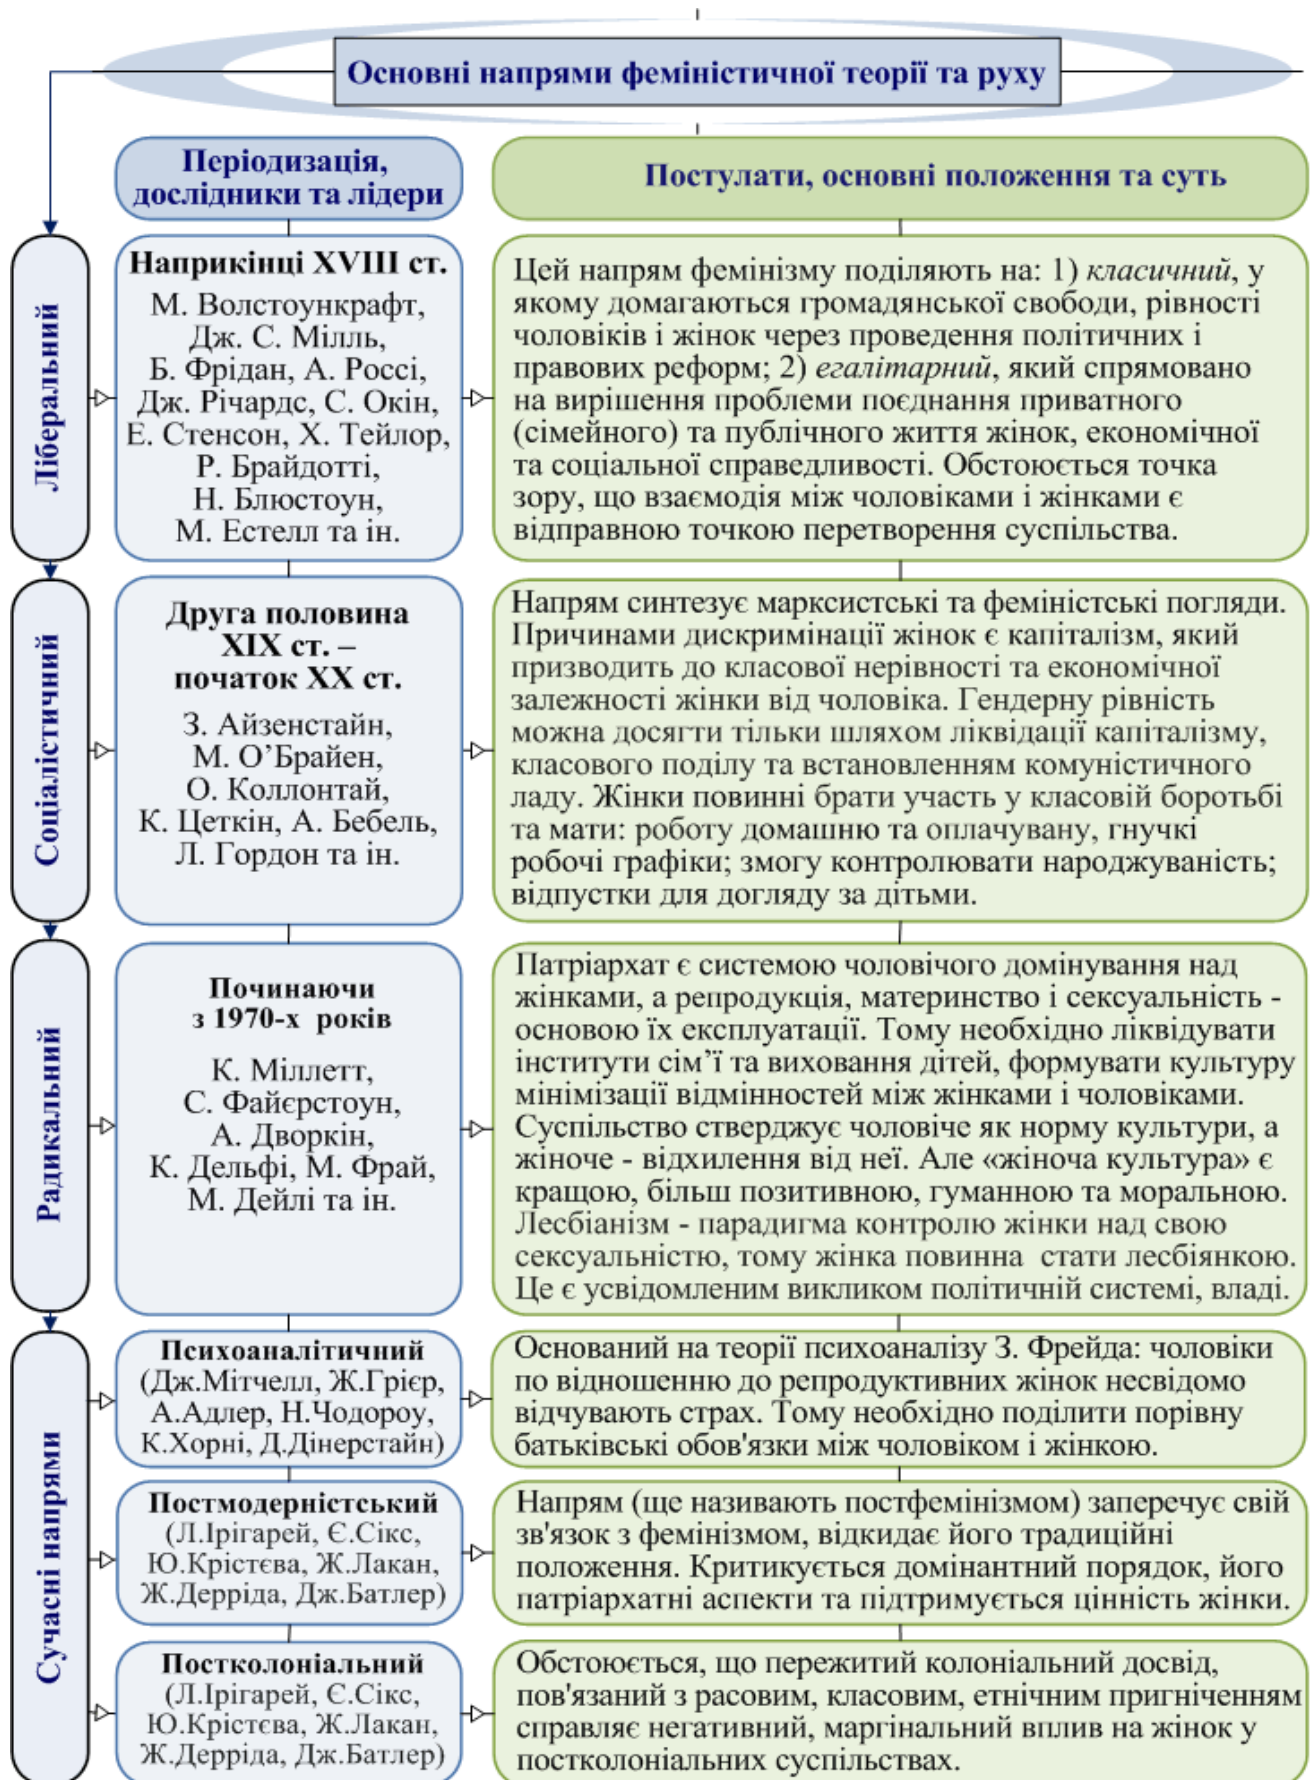 Основні напрями феміністичної теорії та руху
Періодизація,
дослідники та лідери
Постулати, основні положення та суть
Ліберальний
Наприкінці XVIII ст.
М. Волстоункрафт,
Дж. С. Мілль,
Б. Фрідан, А. Россі,
Дж. Річардс, С. Окін,
Е. Стенсон, Х. Тейлор,
Р. Брайдотті,
Н. Блюстоун,
М. Естелл та ін.
Цей напрям фемінізму поділяють на: 1) класичний, у
якому домагаються громадянської свободи, рівності
чоловіків і жінок через проведення політичних і
правових реформ; 2) егалітарний, який спрямовано
на вирішення проблеми поєднання приватного
(сімейного) та публічного життя жінок, економічної
та соціальної справедливості. Обстоюється точка
зору, що взаємодія між чоловіками і жінками є
відправною точкою перетворення суспільства.
Соціалістичний
Друга половина
XIX ст. –
початок XX ст.
З. Айзенстайн,
М. О’Брайен,
О. Коллонтай,
К. Цеткін, А. Бебель,
Л. Гордон та ін.
Напрям синтезує марксистські та феміністські погляди.
Причинами дискримінації жінок є капіталізм, який
призводить до класової нерівності та економічної
залежності жінки від чоловіка. Гендерну рівність
можна досягти тільки шляхом ліквідації капіталізму,
класового поділу та встановленням комуністичного
ладу. Жінки повинні брати участь у класовій боротьбі
та мати: роботу домашню та оплачувану, гнучкі
робочі графіки; змогу контролювати народжуваність;
відпустки для догляду за дітьми.
Радикальний
Починаючи
з 1970-х років
К. Міллетт,
С. Файєрстоун,
А. Дворкін,
К. Дельфі, М. Фрай,
М. Дейлі та ін.
Патріархат є системою чоловічого домінування над
жінками, а репродукція, материнство і сексуальність -
основою їх експлуатації. Тому необхідно ліквідувати
інститути сім’ї та виховання дітей, формувати культуру
мінімізації відмінностей між жінками і чоловіками.
Суспільство стверджує чоловіче як норму культури, а
жіноче - відхилення від неї. Але «жіноча культура» є
кращою, більш позитивною, гуманною та моральною.
Лесбіанізм - парадигма контролю жінки над свою
сексуальністю, тому жінка повинна стати лесбіянкою.
Це є усвідомленим викликом політичній системі, владі.
Сучасні напрями
Психоаналітичний
(Дж.Мітчелл, Ж.Грієр,
А.Адлер, Н.Чодороу,
К.Хорні, Д.Дінерстайн)
Оснований на теорії психоаналізу З. Фрейда: чоловіки
по відношенню до репродуктивних жінок несвідомо
відчувають страх. Тому необхідно поділити порівну
батьківські обов'язки між чоловіком і жінкою.
Постмодерністський
(Л.Ірігарей, Є.Сікс,
Ю.Крістєва, Ж.Лакан,
Ж.Дерріда, Дж.Батлер)
Напрям (ще називають постфемінізмом) заперечує свій
зв'язок з фемінізмом, відкидає його традиційні
положення. Критикується домінантний порядок, його
патріархатні аспекти та підтримується цінність жінки.
Постколоніальний
(Л.Ірігарей, Є.Сікс,
Ю.Крістєва, Ж.Лакан,
Ж.Дерріда, Дж.Батлер)
Обстоюється, що пережитий колоніальний досвід,
пов'язаний з расовим, класовим, етнічним пригніченням
справляє негативний, маргінальний вплив на жінок у
постколоніальних суспільствах.